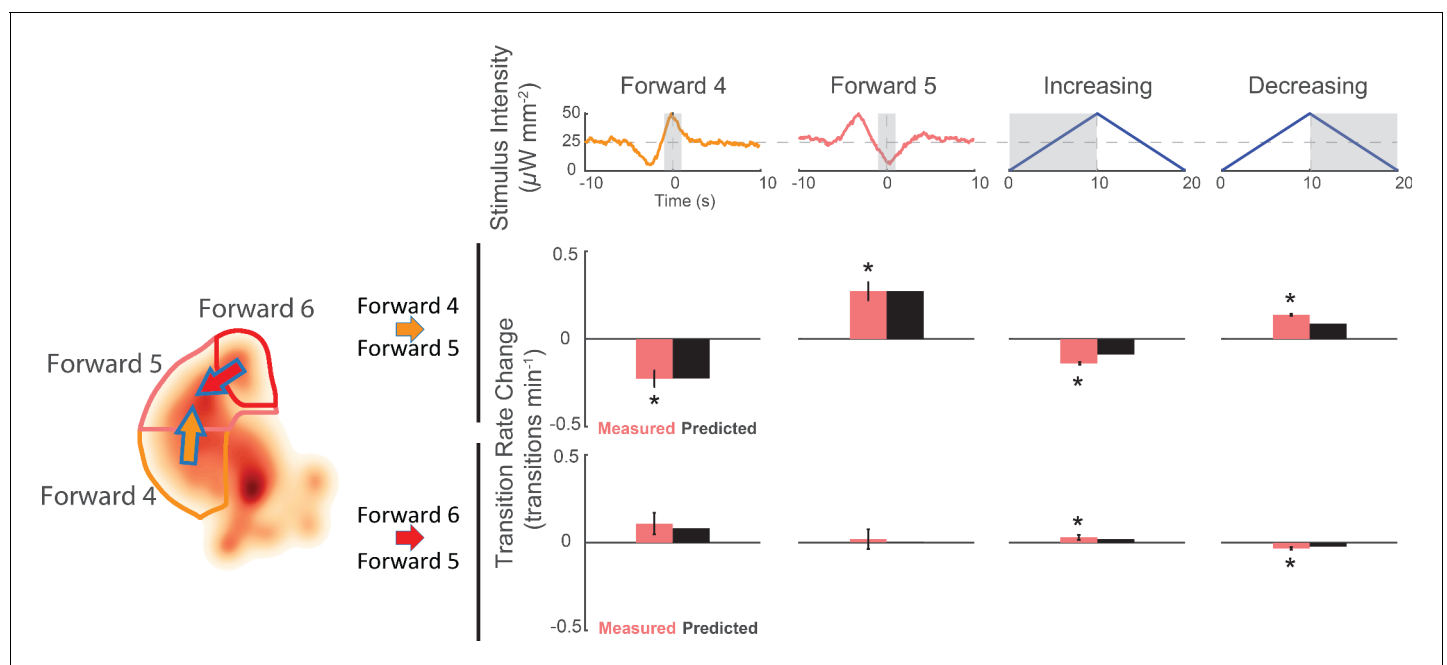 Stimulus Intensity
(µW mm-2)
Forward 4
Forward 5
Increasing
Decreasing
50
25
0
-10
0
10
Time (s)
-10
0
10
0
10
20
0
10
20
Forward 6
Forward 5
Forward 4
Forward 4
Forward 5
Forward 6
Forward 5
Transition Rate Change
(transitions min-1)
0.5
0
-0.5
*
*
*
*
Measured Predicted
0.5
0
-0.5
*
*
Measured Predicted